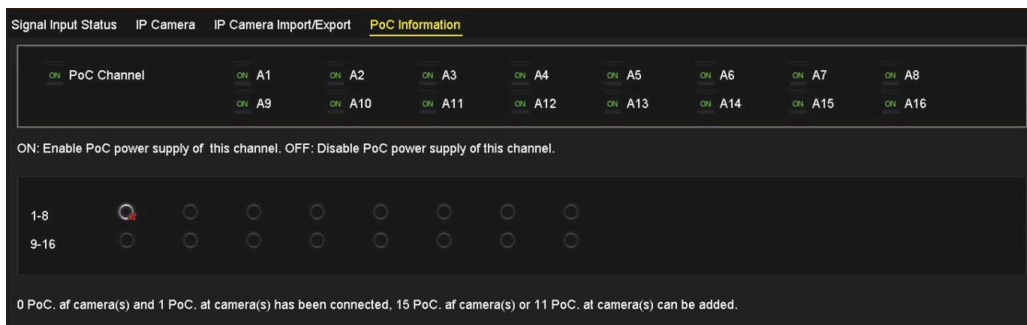 Signal Input Status IP Camera IP Camera Import/Export PoC Information
ON PoC Channel ON A1 ON A2 ON A3 ON A4 ON A5 ON A6 ON A7 ON A8
ON A9 ON A10 ON A11 ON A12 ON A13 ON A14 ON A15 ON A16
ON: Enable PoC power supply of this channel. OFF: Disable PoC power supply of this channel.
1-8
9-16
0 PoC. af camera(s) and 1 PoC. at camera(s) has been connected, 15 PoC. af camera(s) or 11 PoC. at camera(s) can be added.